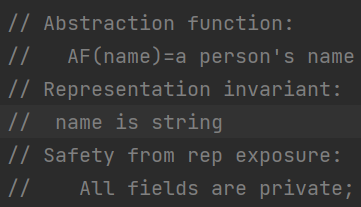 // Abstraction function:
//   AF(name)=a person's name
// Representation invariant:
//  name is string
// Safety from rep exposure:
//    All fields are private;